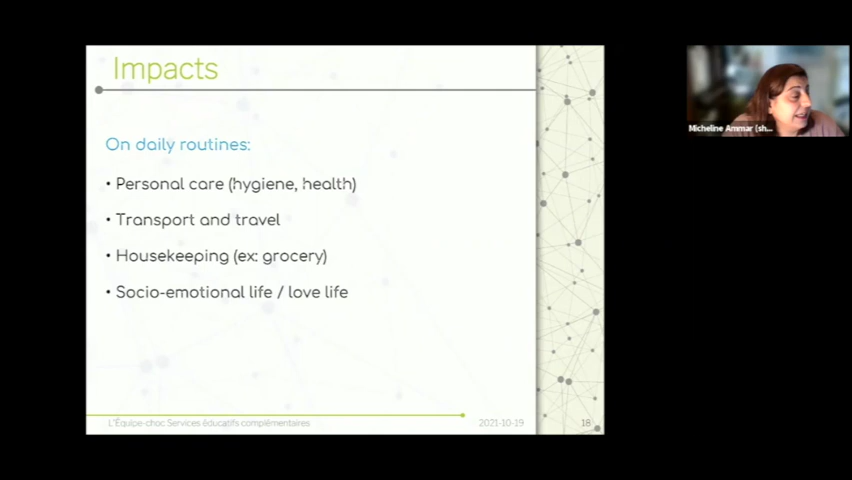 Impacts
On daily routines:
• Personal care (hygiene, health)
• Transport and travel
• Housekeeping (ex: grocery)
• Socio-emotional life / love life
L'Équipe-choc Services éducatifs complémentaires
2021-10-19
18
Micheline Ammar (sh...